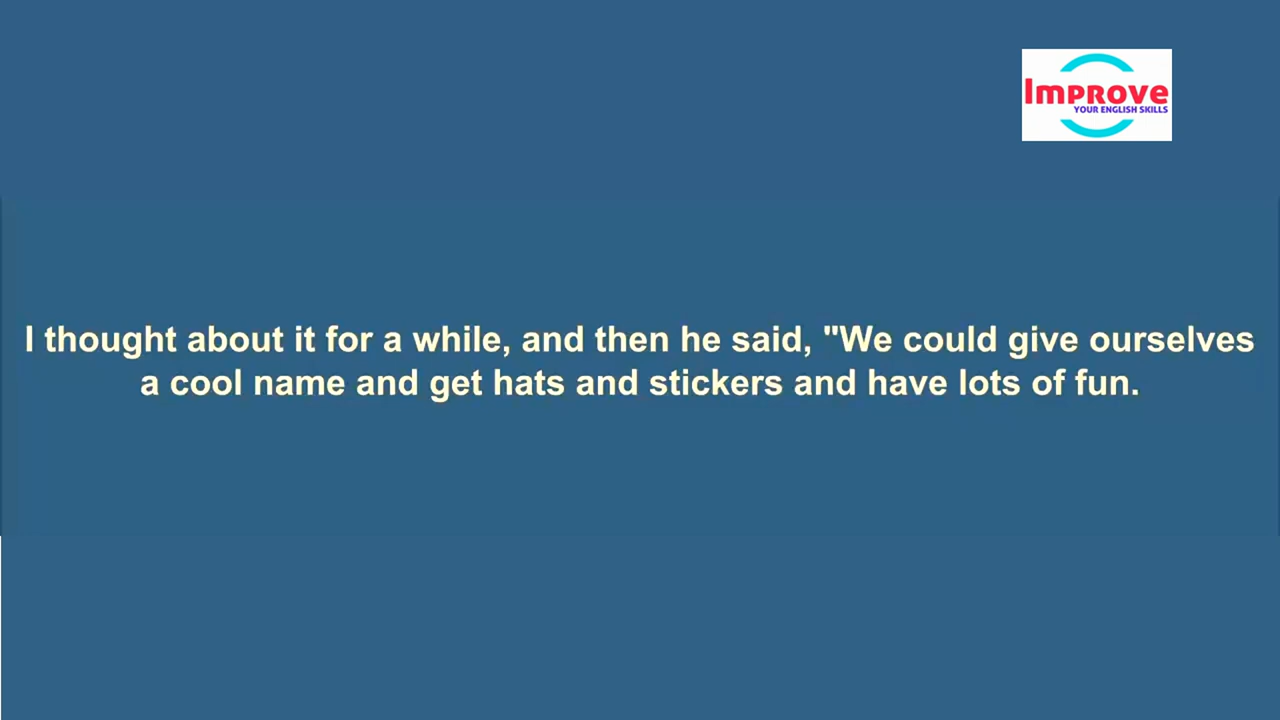 Improve
YOUR ENGLISH SKILLS
I thought about it for a while, and then he said, "We could give ourselves
a cool name and get hats and stickers and have lots of fun.